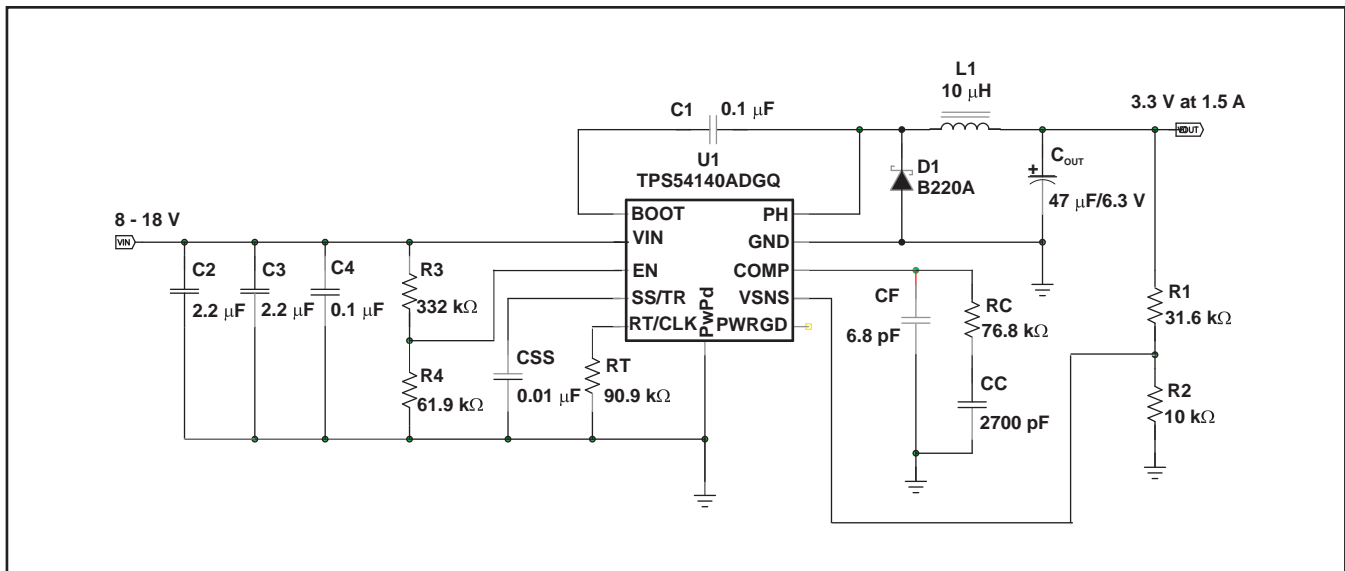 L1
10 μH
3.3 V at 1.5 A
C1
0.1 μF
U1
TPS54140ADGQ
D1
B220A
COUT
47 μF/6.3 V
8 - 18 V
VIN
BOOT
VIN
EN
SS/TR
RT/CLK
PwPd
PH
GND
COMP
VSNS
PWRGD
C2
2.2 μF
C3
2.2 μF
C4
0.1 μF
R3
332 kΩ
R4
61.9 kΩ
CSS
0.01 μF
RT
90.9 kΩ
CF
6.8 pF
RC
76.8 kΩ
CC
2700 pF
R1
31.6 kΩ
R2
10 kΩ